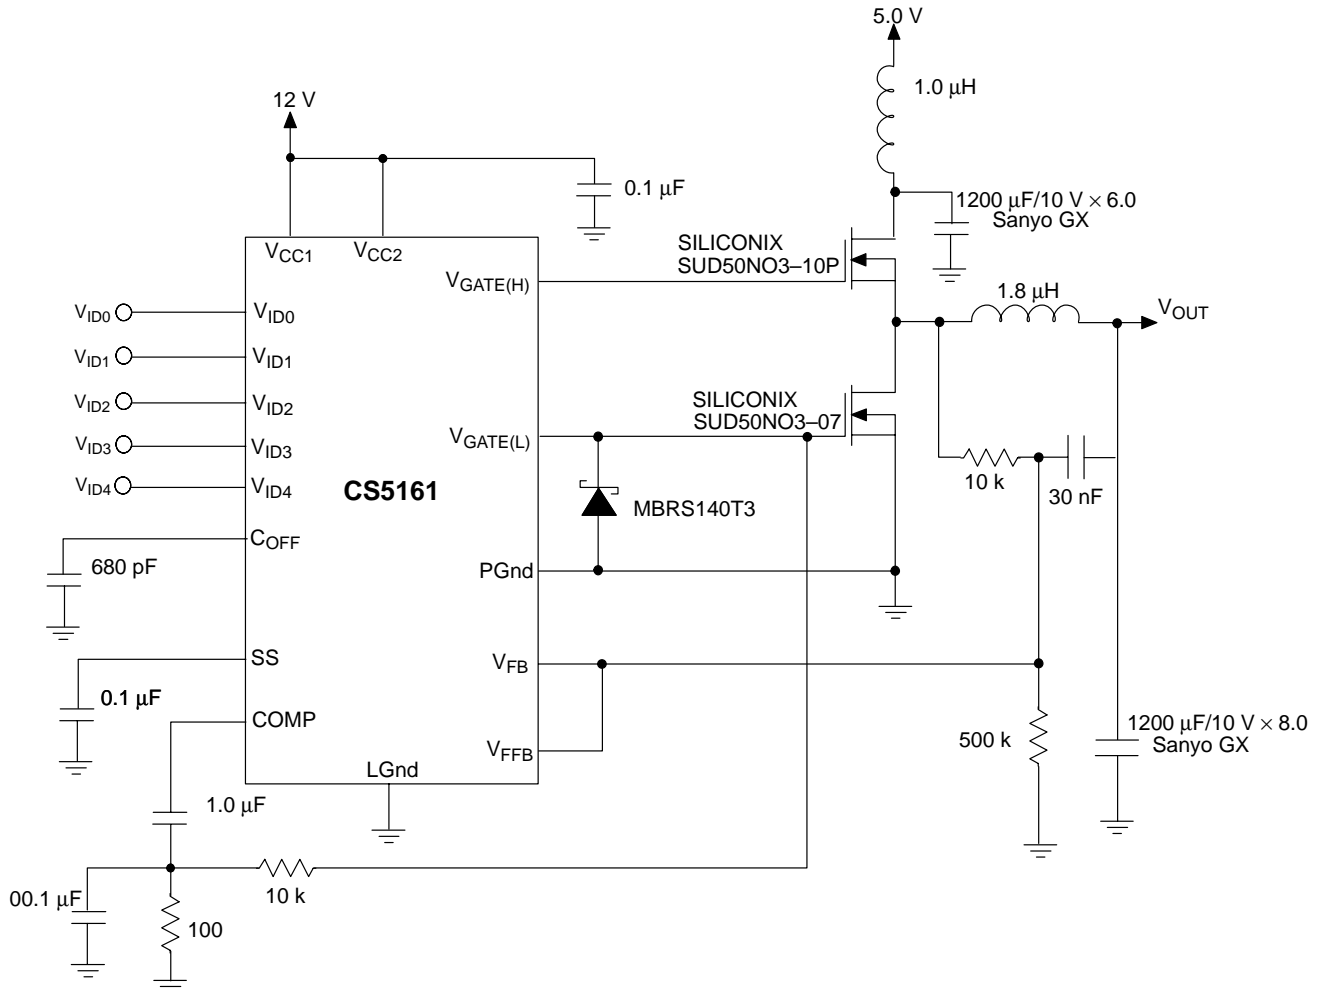 5.0 V
1.0 μH
12 V
0.1 μF
1200 μF/10 V × 6.0
Sanyo GX
VCC1
VCC2
SILICONIX
SUD50NO3–10P
VGATE(H)
1.8 μH
VOUT
VID0
VID0
VID1
VID1
VID2
VID2
VID3
VID3
VID4
VID4
SILICONIX
SUD50NO3–07
VGATE(L)
CS5161
10 k
30 nF
MBRS140T3
COFF
680 pF
PGnd
SS
0.1 μF
VFB
COMP
VFFB
500 k
1200 μF/10 V × 8.0
Sanyo GX
LGnd
1.0 μF
10 k
00.1 μF
100